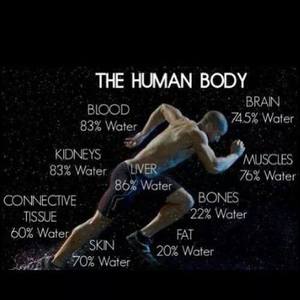 THE HUMAN BODY
BLOOD
83% Water
BRAIN
74.5% Water
KIDNEYS
83% Water
LIVER
86% Water
MUSCLES
76% Water
CONNECTIVE
TISSUE
60% Water
BONES
22% Water
SKIN
70% Water
FAT
20% Water